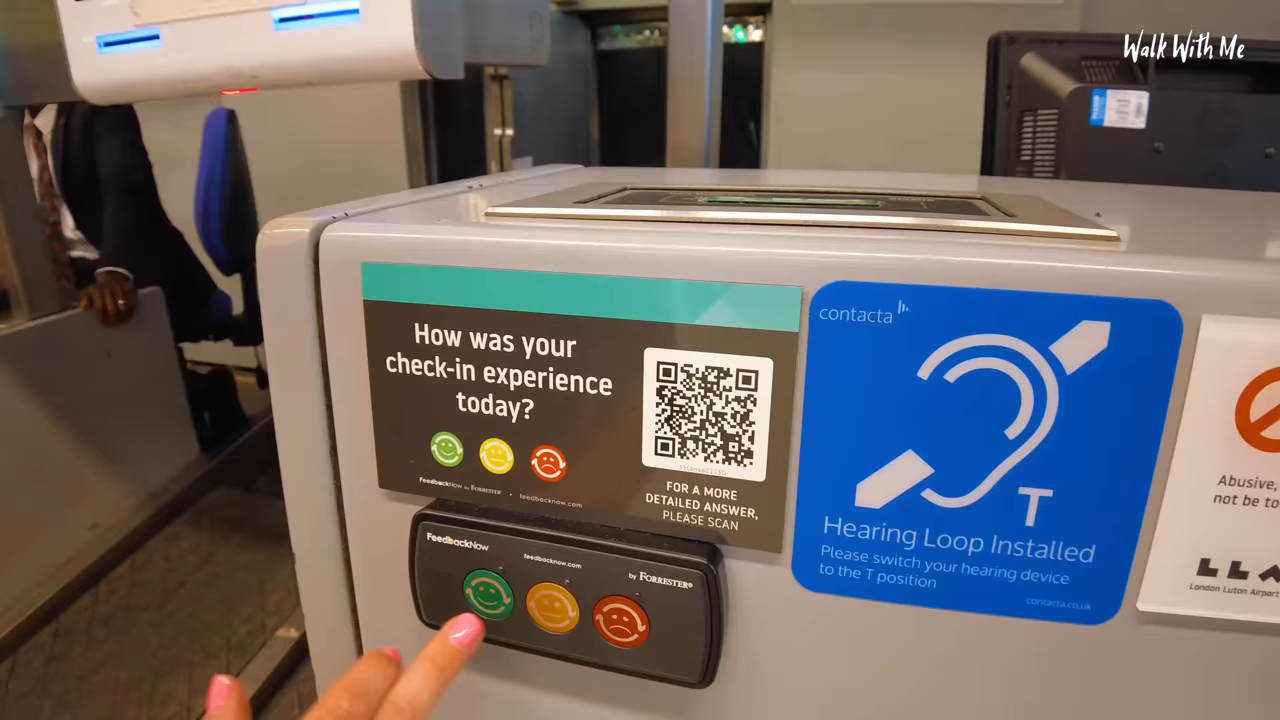 Walk With Me
How was your
check-in experience
today?
FeedbackNow by FORRESTER • feedbacknow.com
FOR A MORE
DETAILED ANSWER,
PLEASE SCAN
FeedbackNow
feedbacknow.com
by FORRESTER®
contacta
T
Hearing Loop Installed
Please switch your hearing device
to the T position
contacta.co.uk
Abusive,
not be to
LLA
London Luton Airport